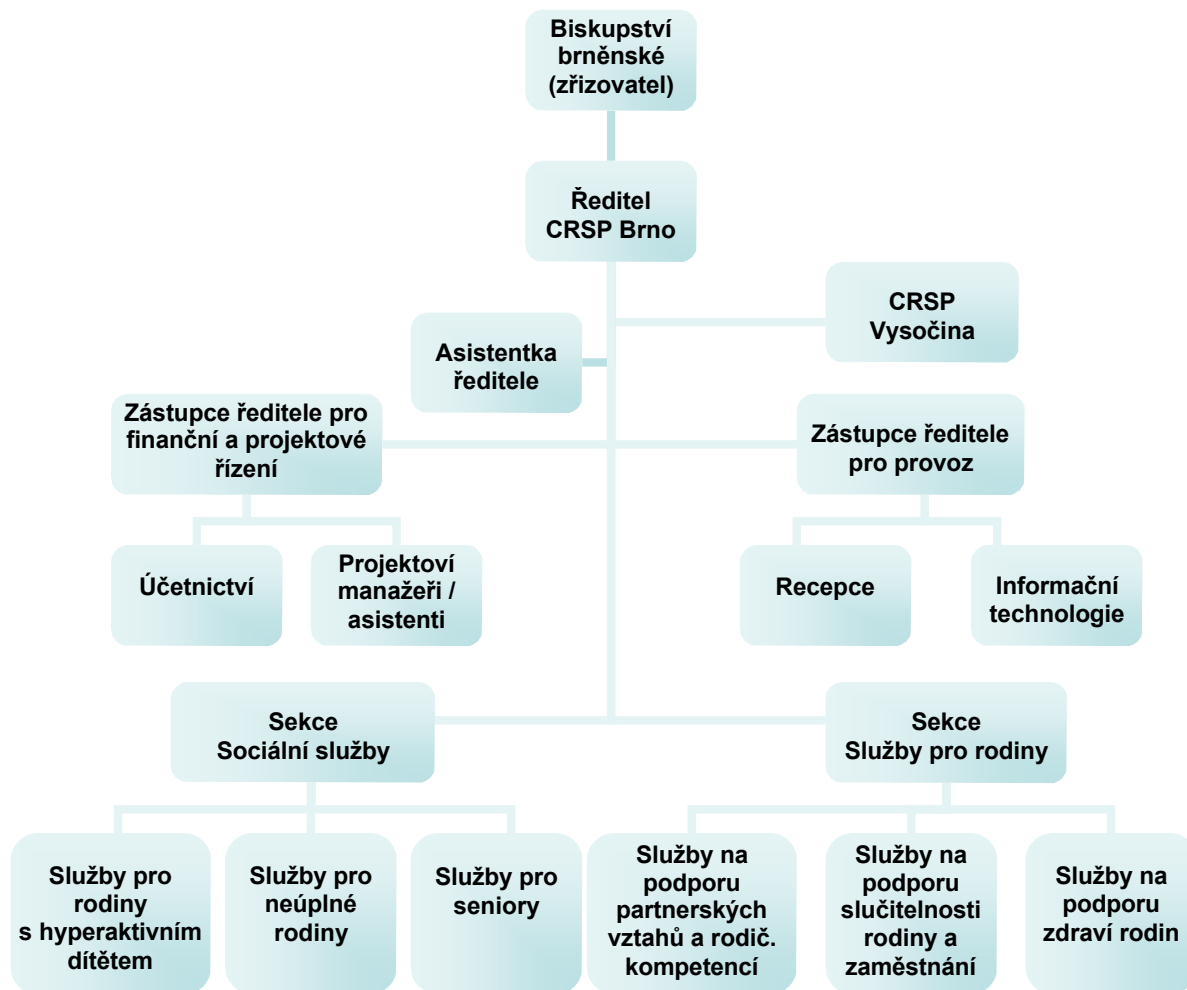 Biskupství
brněnské
(zřizovatel)
Ředitel
CRSP Brno
CRSP
Vysočina
Asistentka
ředitele
Zástupce ředitele pro
finanční a projektové
řízení
Zástupce ředitele
pro provoz
Účetnictví
Projektoví
manažeři /
asistenti
Recepce
Informační
technologie
Sekce
Sociální služby
Sekce
Služby pro rodiny
Služby pro
rodiny
s hyperaktivním
dítětem
Služby pro
neúplné
rodiny
Služby pro
seniory
Služby na
podporu
partnerských
vztahů a rodič.
kompetencí
Služby na
podporu
slučitelnosti
rodiny a
zaměstnání
Služby na
podporu
zdraví rodin